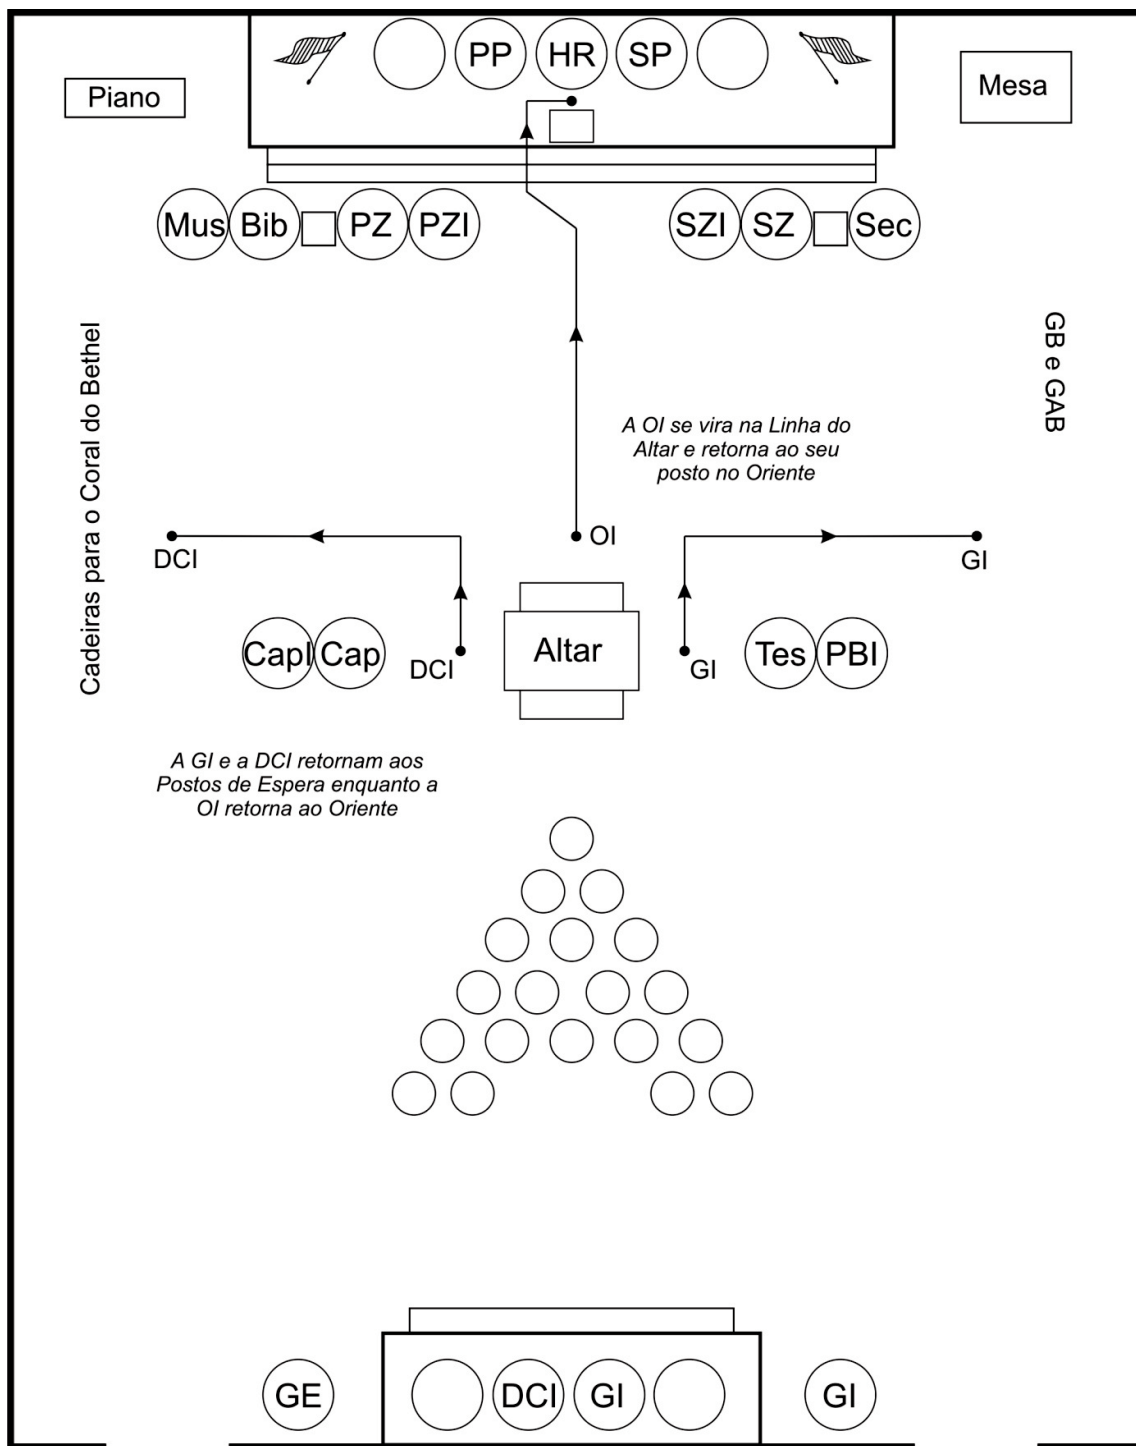 PP
HR
SP
Piano
Mesa
Mus
Bib
PZ
PZI
SZI
SZ
Sec
Cadeiras para o Coral do Bethel
GB e GAB
A OI se vira na Linha do
Altar e retorna ao seu
posto no Oriente
OI
DCI
GI
CapI
Cap
DCI
Altar
GI
Tes
PBI
A GI e a DCI retornam aos
Postos de Espera enquanto a
OI retorna ao Oriente
GE
DCI
GI
GI